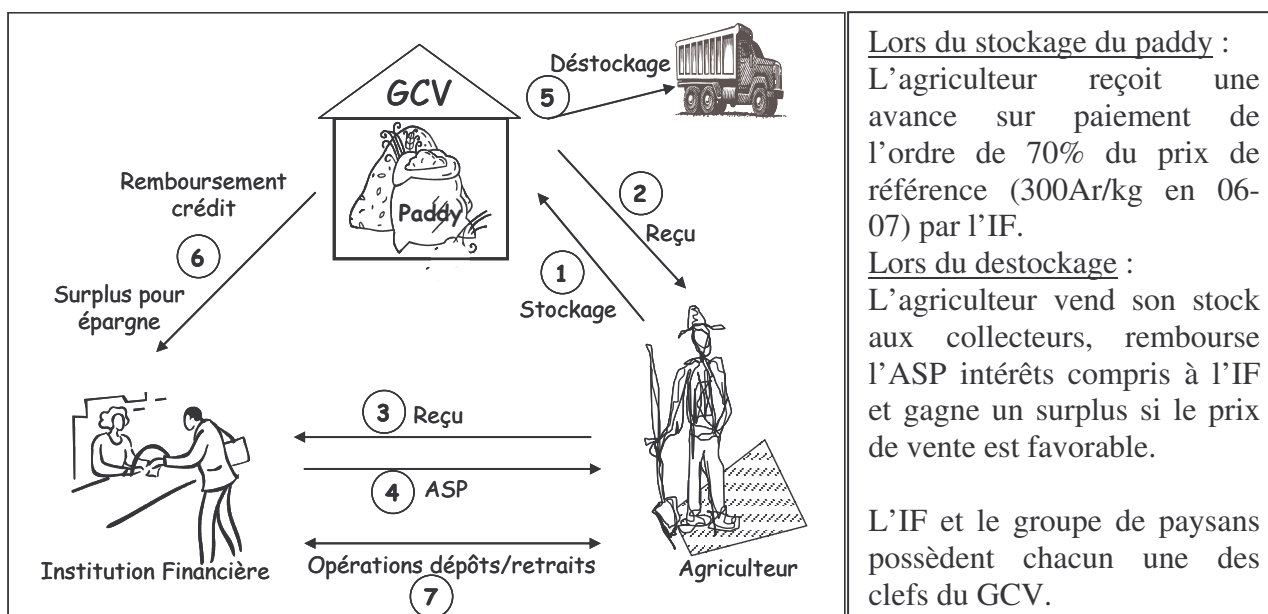 GCV
Paddy
Déstockage
5
2
Reçu
1
Stockage
Remboursement
crédit
6
Surplus pour
épargne
3 Reçu
4 ASP
Institution Financière
Opérations dépôts/retraits
7
Agriculteur
Lors du stockage du paddy :
L’agriculteur reçoit une
avance sur paiement de
l’ordre de 70% du prix de
référence (300Ar/kg en 06-
07) par l’IF.
Lors du destockage :
L’agriculteur vend son stock
aux collecteurs, rembourse
l’ASP intérêts compris à l’IF
et gagne un surplus si le prix
de vente est favorable.
L’IF et le groupe de paysans
possèdent chacun une des
clefs du GCV.